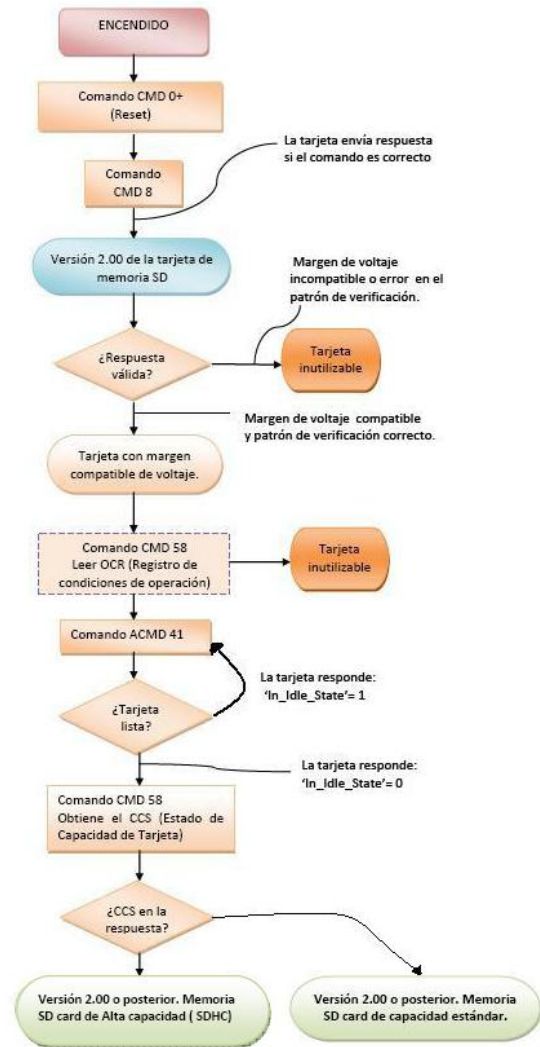 ENCENDIDO
Comando CMD 0+
(Reset)
La tarjeta envía respuesta
si el comando es correcto
Comando
CMD 8
Versión 2.00 de la tarjeta de
memoria SD
Margen de voltaje
incompatible o error en el
patrón de verificación.
¿Respuesta
válida?
Tarjeta
inutilizable
Margen de voltaje compatible
y patrón de verificación correcto.
Tarjeta con margen
compatible de voltaje.
Comando CMD 58
Leer OCR (Registro de
condiciones de operación)
Tarjeta
inutilizable
Comando ACMD 41
La tarjeta responde:
‘In_Idle_State’= 1
¿Tarjeta
lista?
La tarjeta responde:
‘In_Idle_State’= 0
Comando CMD 58
Obtiene el CCS (Estado de
Capacidad de Tarjeta)
¿CCS en la
respuesta?
Versión 2.00 o posterior. Memoria
SD card de Alta capacidad ( SDHC)
Versión 2.00 o posterior. Memoria
SD card de capacidad estándar.